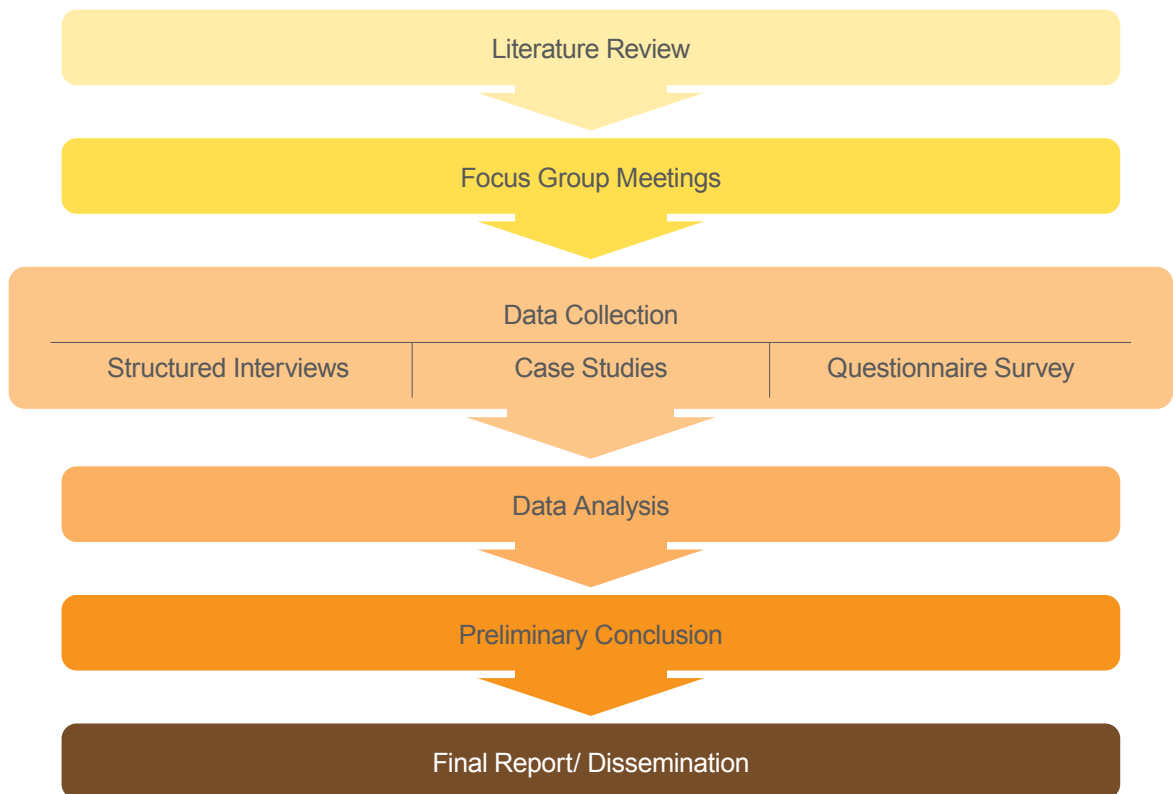 Literature Review
Focus Group Meetings
Data Collection
Structured Interviews
Case Studies
Questionnaire Survey
Data Analysis
Preliminary Conclusion
Final Report/ Dissemination